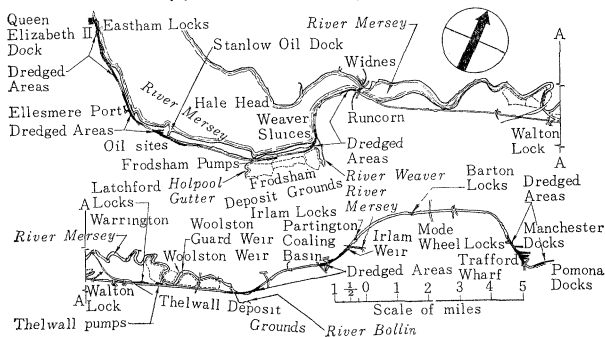 Queen
Elizabeth II
Dock
Eastham Locks
Stanlow Oil Dock
River Mersey
Widnes
A
Dredged
Areas
River Mersey
Hale Head
Ellesmere Port
Dredged Areas
Oil sites
Weaver
Sluices
Runcorn
Walton
Lock
A
Frodsham Pumps
Dredged
Areas
Holpool
Gutter
Frodsham
Deposit Grounds
River Weaver
River
Mersey
Barton
Locks
Dredged
Areas
A
Latchford
Locks
Warrington
River Mersey
Woolston
Guard Weir
Woolston Weir
Irlam Locks
Partington
Coaling
Basin
Irlam
Weir
Mode
Wheel Locks
Trafford
Wharf
Manchester
Docks
Pomona
Docks
Dredged Areas
A
Walton
Lock
Thelwall Deposit
Grounds
Thelwall pumps
River Bollin
1 ½ 0 1 2 3 4 5
Scale of miles